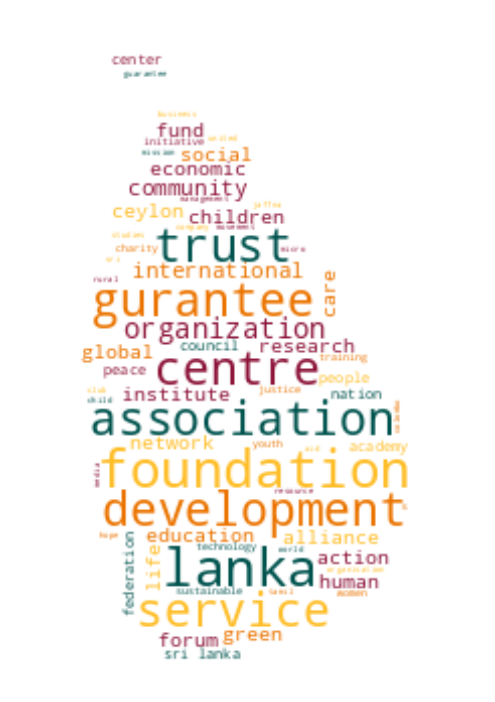 center
guarantee
business
fund
united
initiative
mission social
economic
community
management
jaffna
ceylon children
company movement
studies trust
charity micro
sri
international
rural
care
gurantee
organization
council research
global training
peace centre people
club
child institute justice nation
association
colombo
network youth aid academy
media foundation
resource
development
hope education alliance
technology world
federation life lanka action
organisation
human
sustainable tamil women
service
forum green
sri lanka